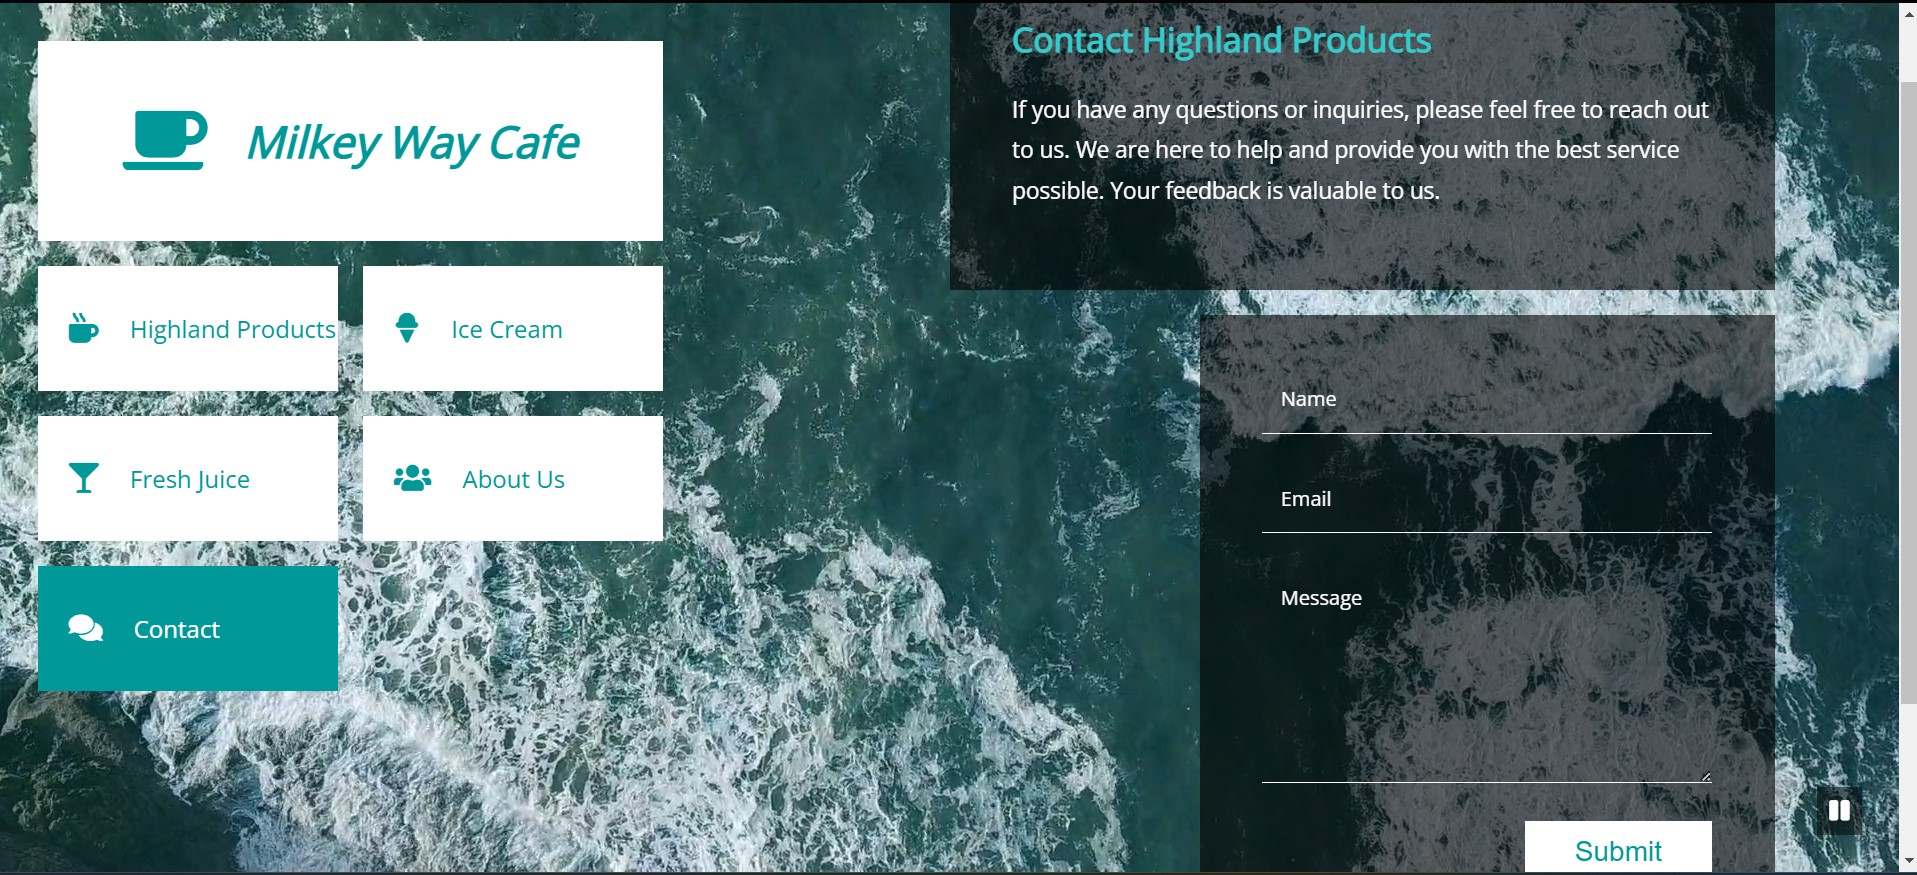 Milkey Way Cafe
Highland Products
Ice Cream
Fresh Juice
About Us
Contact
Contact Highland Products
If you have any questions or inquiries, please feel free to reach out
to us. We are here to help and provide you with the best service
possible. Your feedback is valuable to us.
Name
Email
Message
Submit